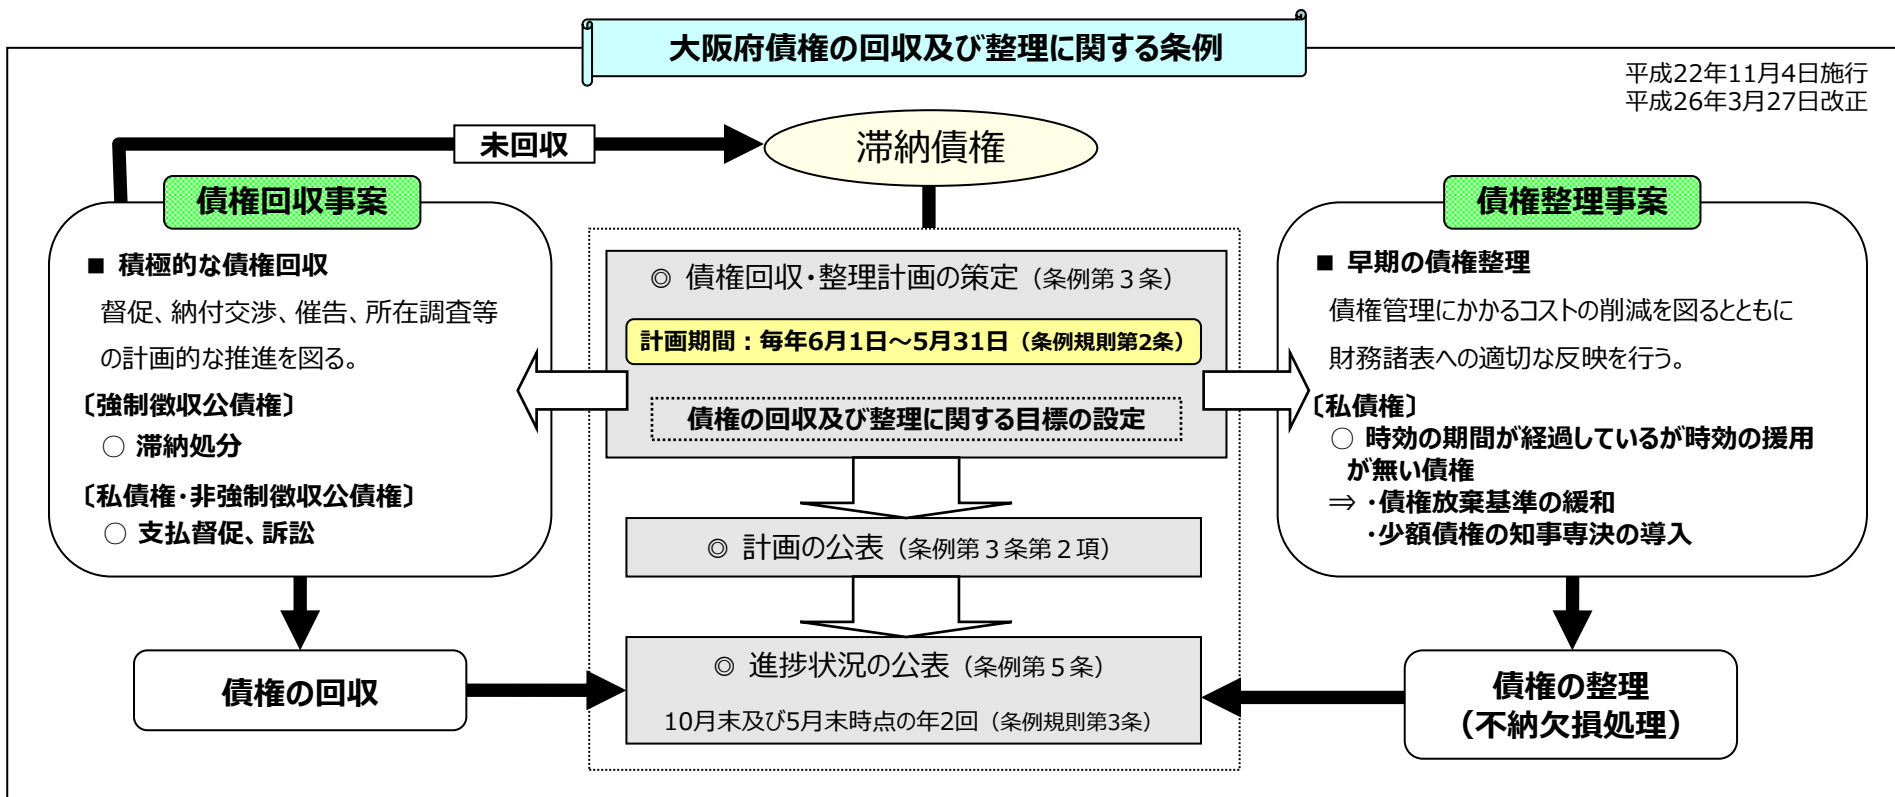 大阪府債権の回収及び整理に関する条例
平成22年11月4日施行
平成26年3月27日改正
未回収
滞納債権
債権回収事案
■ 積極的な債権回収
督促、納付交渉、催告、所在調査等
の計画的な推進を図る。
〔強制徴収公債権〕
○ 滞納処分
〔私債権・非強制徴収公債権〕
○ 支払督促、訴訟
債権の回収
◎ 債権回収・整理計画の策定（条例第３条）
計画期間：毎年6月1日～5月31日（条例規則第2条）
債権の回収及び整理に関する目標の設定
◎ 計画の公表（条例第３条第２項）
◎ 進捗状況の公表（条例第５条）
10月末及び5月末時点の年2回（条例規則第3条）
債権整理事案
■ 早期の債権整理
債権管理にかかるコストの削減を図るとともに
財務諸表への適切な反映を行う。
〔私債権〕
○ 時効の期間が経過しているが時効の援用
が無い債権
⇒ ・債権放棄基準の緩和
・少額債権の知事専決の導入
債権の整理
（不納欠損処理）